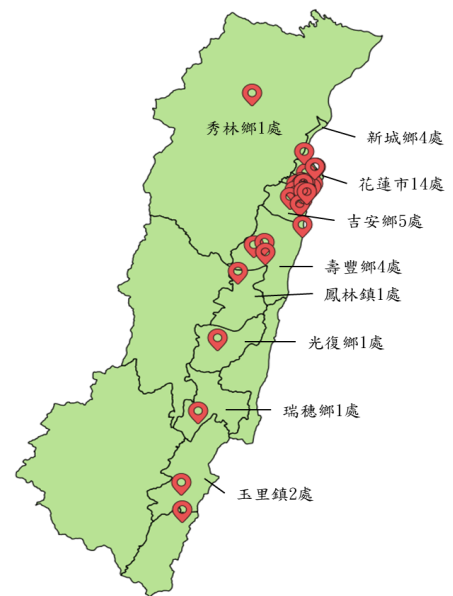 秀林鄉1處
新城鄉4處
花蓮市14處
吉安鄉5處
壽豐鄉4處
鳳林鎮1處
光復鄉1處
瑞穗鄉1處
玉里鎮2處